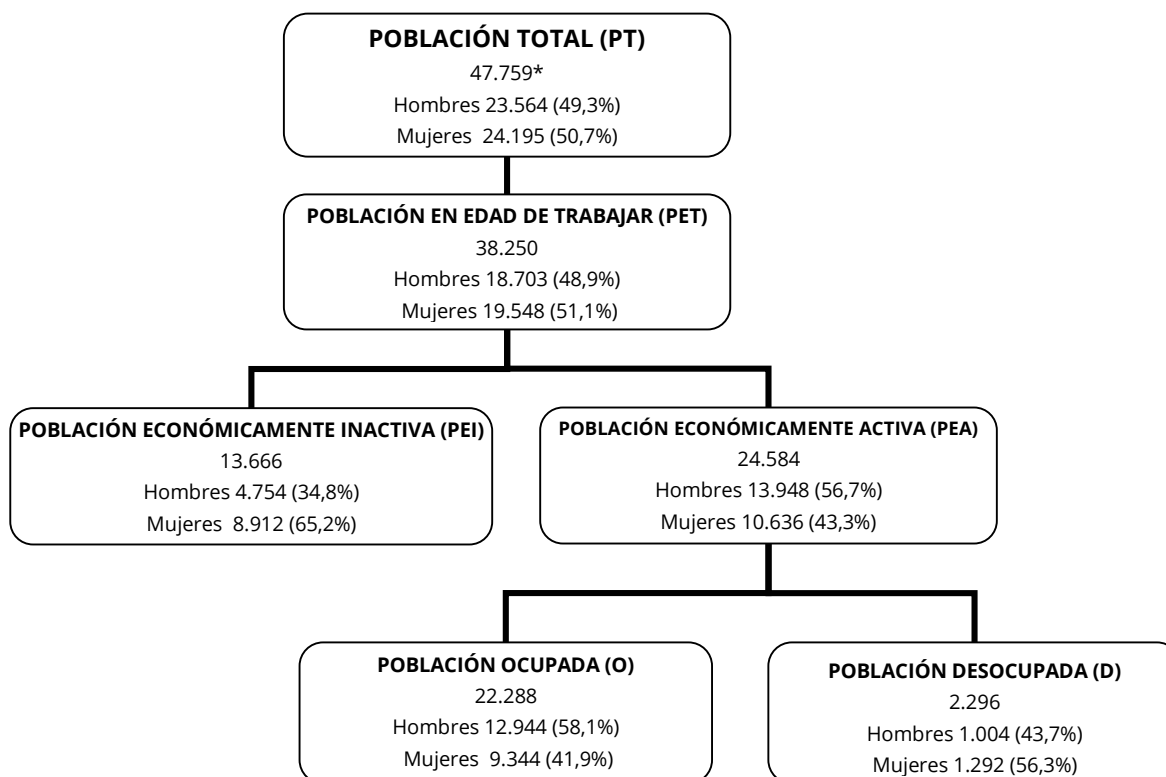 POBLACIÓN TOTAL (PT)
47.759*
Hombres 23.564 (49,3%)
Mujeres 24.195 (50,7%)
POBLACIÓN EN EDAD DE TRABAJAR (PET)
38.250
Hombres 18.703 (48,9%)
Mujeres 19.548 (51,1%)
POBLACIÓN ECONÓMICAMENTE INACTIVA (PEI)
13.666
Hombres 4.754 (34,8%)
Mujeres 8.912 (65,2%)
POBLACIÓN ECONÓMICAMENTE ACTIVA (PEA)
24.584
Hombres 13.948 (56,7%)
Mujeres 10.636 (43,3%)
POBLACIÓN OCUPADA (O)
22.288
Hombres 12.944 (58,1%)
Mujeres 9.344 (41,9%)
POBLACIÓN DESOCUPADA (D)
2.296
Hombres 1.004 (43,7%)
Mujeres 1.292 (56,3%)